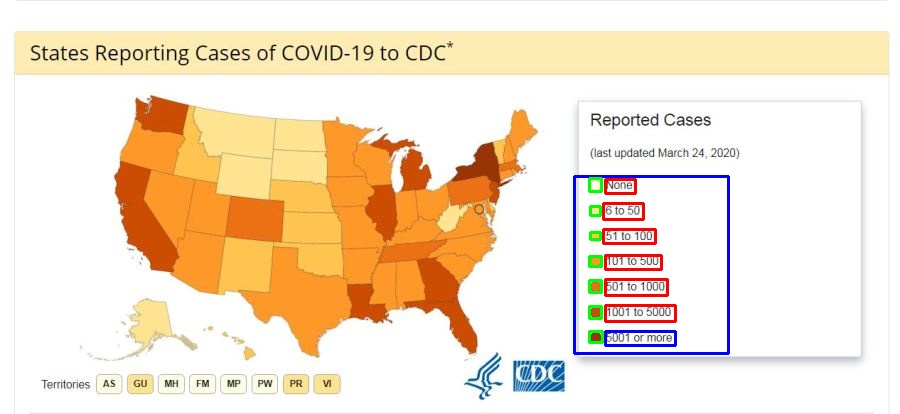 States Reporting Cases of COVID-19 to CDC*
Reported Cases
(last updated March 24, 2020)
None
6 to 50
51 to 100
101 to 500
501 to 1000
1001 to 5000
5001 or more
Territories AS GU MH FM MP PW PR VI
CDC